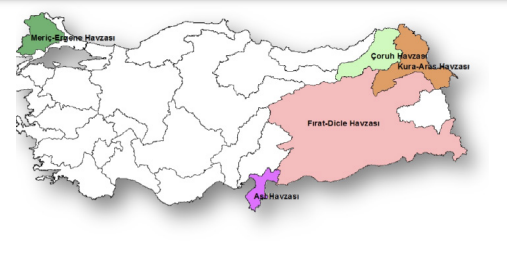 Meriç-Ergene Havzası
Çoruh Havzası
Kura-Aras Havzası
Fırat-Dicle Havzası
Asi Havzası